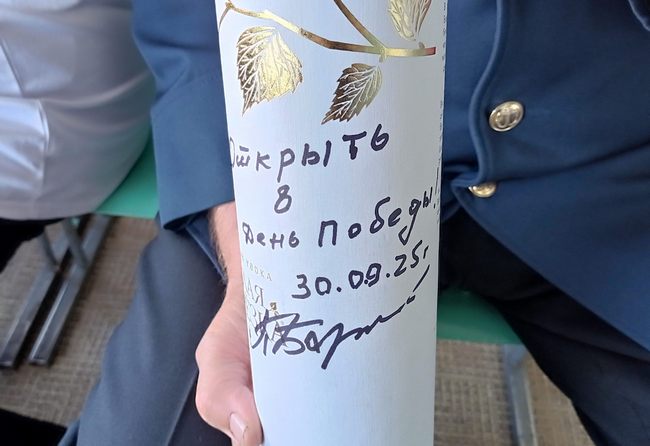 Открыть
в
день Победы!
30.09.25г